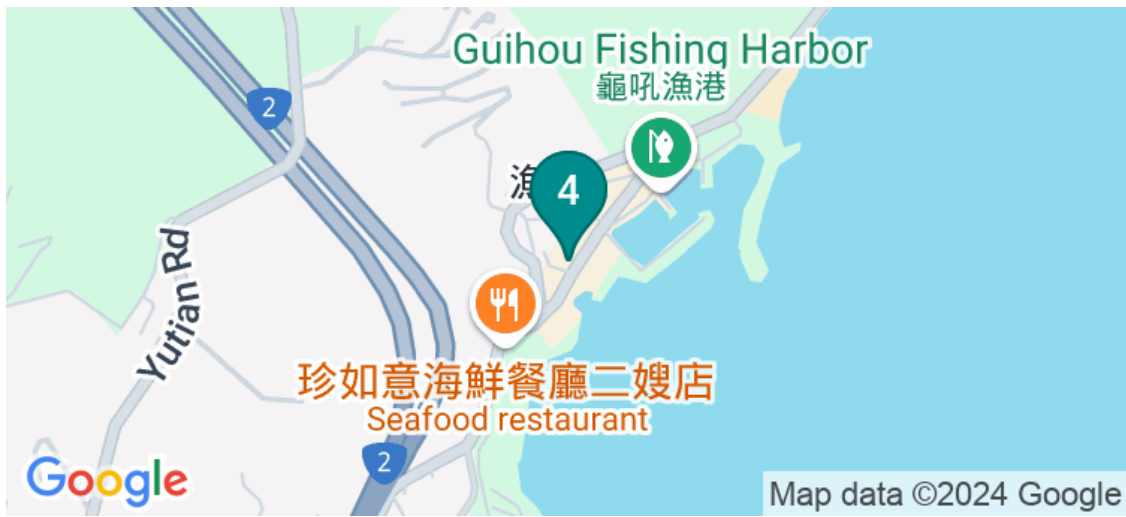 Guihou Fishing Harbor
龜吼漁港
2
漁
4
Yutian Rd
珍如意海鮮餐廳二嫂店
Seafood restaurant
2
Google
Map data ©2024 Google